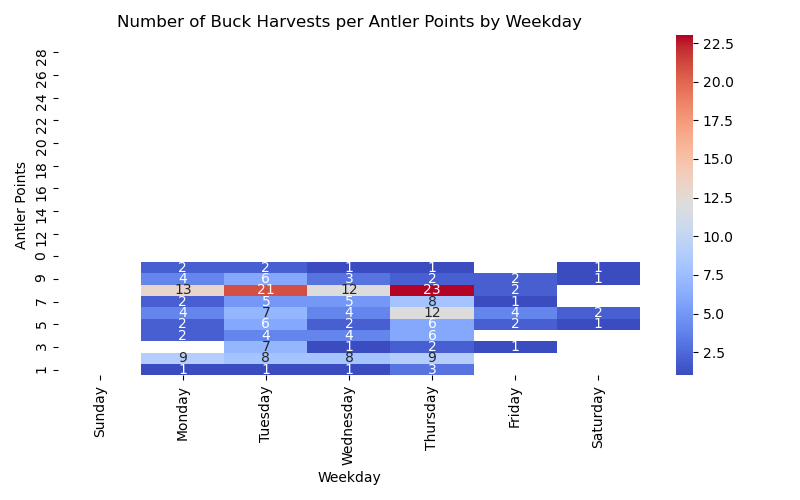 Number of Buck Harvests per Antler Points by Weekday
Antler Points
28
26
24
22
20
18
16
14
12
0
9
7
5
3
1
2 2 1 1 1
4 6 3 2 2 1
13 21 12 23 2
2 5 5 8 1
4 7 4 12 4 2
2 6 2 6 2 1
2 4 4 6
7 1 2 1
9 8 8 9
1 1 1 3
Sunday
Monday
Tuesday
Wednesday
Thursday
Friday
Saturday
Weekday
22.5
20.0
17.5
15.0
12.5
10.0
7.5
5.0
2.5